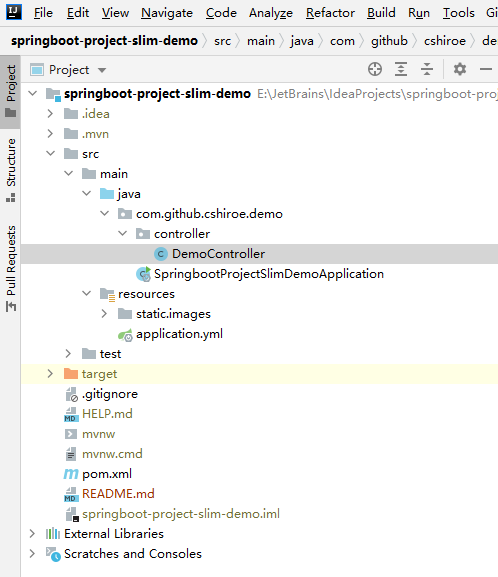 IJ File Edit View Navigate Code Analyze Refactor Build Run Tools G
springboot-project-slim-demo src main java com github cshiroe de
Project
springboot-project-slim-demo E:\JetBrains\IdeaProjects\springboot-pro
.idea
.mvn
src
main
java
com.github.cshiroe.demo
controller
DemoController
SpringbootProjectSlimDemoApplication
resources
static.images
application.yml
test
target
.gitignore
HELP.md
mvnw
mvnw.cmd
pom.xml
README.md
springboot-project-slim-demo.iml
External Libraries
Scratches and Consoles
Project
Structure
Pull Requests